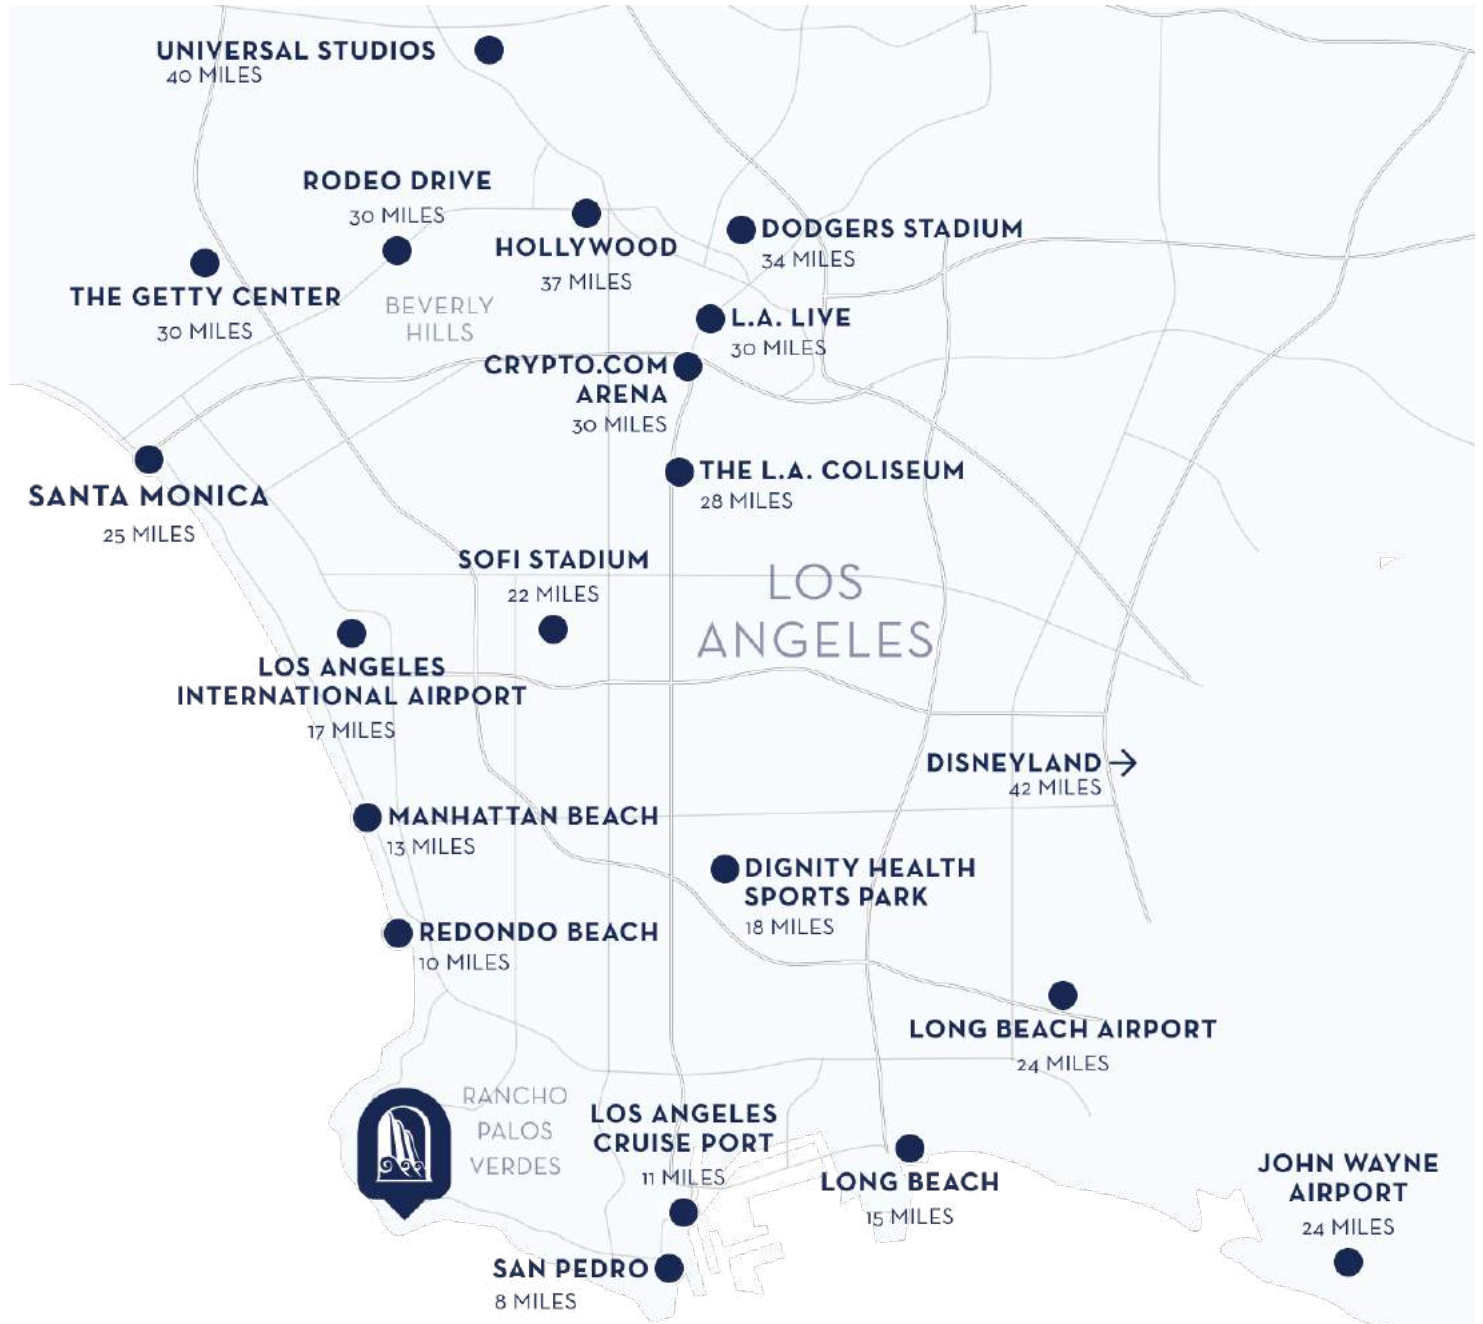 UNIVERSAL STUDIOS
40 MILES
RODEO DRIVE
30 MILES
HOLLYWOOD
37 MILES
DODGERS STADIUM
34 MILES
THE GETTY CENTER
30 MILES
BEVERLY
HILLS
L.A. LIVE
30 MILES
CRYPTO.COM
ARENA
30 MILES
SANTA MONICA
25 MILES
THE L.A. COLISEUM
28 MILES
SOFI STADIUM
22 MILES
LOS
ANGELES
LOS ANGELES
INTERNATIONAL AIRPORT
17 MILES
DISNEYLAND →
42 MILES
MANHATTAN BEACH
13 MILES
DIGNITY HEALTH
SPORTS PARK
18 MILES
REDONDO BEACH
10 MILES
LONG BEACH AIRPORT
24 MILES
RANCHO
PALOS
VERDES
LOS ANGELES
CRUISE PORT
11 MILES
LONG BEACH
15 MILES
JOHN WAYNE
AIRPORT
24 MILES
SAN PEDRO
8 MILES